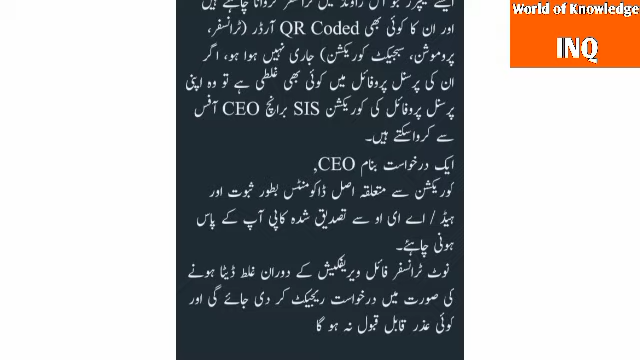 ایسے ٹیچرز جو اس راؤنڈ میں ٹرانسفر کروانا چاہتے ہیں
اور ان کا کوئی بھی QR Coded آرڈر (ٹرانسفر،
پروموشن، سبجیکٹ کوریکشن) جاری نہیں ہوا ہو، اگر
ان کی پرسنل پروفائل میں کوئی بھی غلطی ہے تو وہ اپنی
پرسنل پروفائل کی کوریکشن SIS برانچ CEO آفس
سے کرواسکتے ہیں۔
ایک درخواست بنام CEO,
کوریکشن سے متعلقہ اصل ڈاکومنٹس بطور ثبوت اور
ہیڈ / اے ای او سے تصدیق شدہ کاپی آپ کے پاس
ہونی چاہئے۔
نوٹ ٹرانسفر فائل ویریفکیش کے دوران غلط ڈیٹا ہونے
کی صورت میں درخواست ریجیکٹ کر دی جائے گی اور
کوئی عذر قابل قبول نہ ہو گا
World of Knowledge
INQ